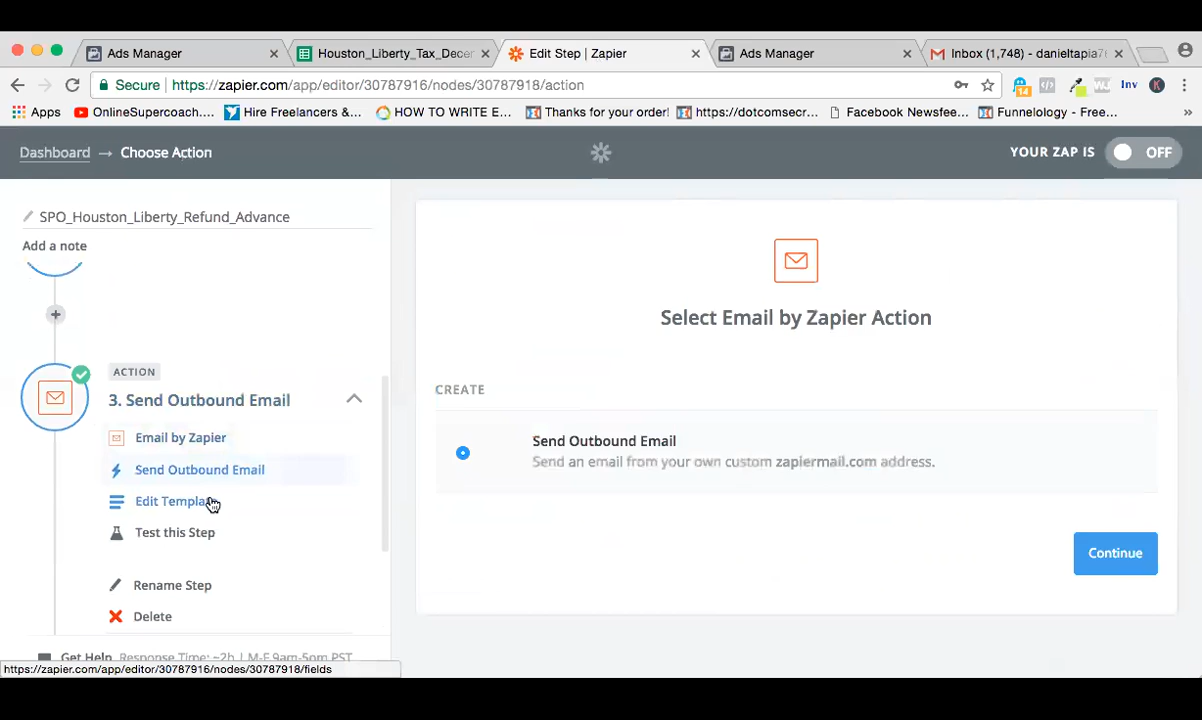 Ads Manager
Houston_Liberty_Tax_Decer
Edit Step | Zapier
Ads Manager
Inbox (1,748) - danieltapia7
Secure
https://zapier.com/app/editor/30787916/nodes/30787918/action
14
Inv
K
Apps
OnlineSupercoach....
Hire Freelancers &...
HOW TO WRITE E...
Thanks for your order!
https://dotcomsec...
Facebook Newsfee...
Funnelology - Free...
»
Dashboard → Choose Action
YOUR ZAP IS
OFF
SPO_Houston_Liberty_Refund_Advance
Add a note
ACTION
3. Send Outbound Email
Email by Zapier
Send Outbound Email
Edit Templa
Test this Step
Rename Step
Delete
Get Help Response Time: ~2h | M-F 9am-5pm PST
https://zapier.com/app/editor/30787916/nodes/30787918/fields
Select Email by Zapier Action
CREATE
Send Outbound Email
Send an email from your own custom zapiermail.com address.
Continue